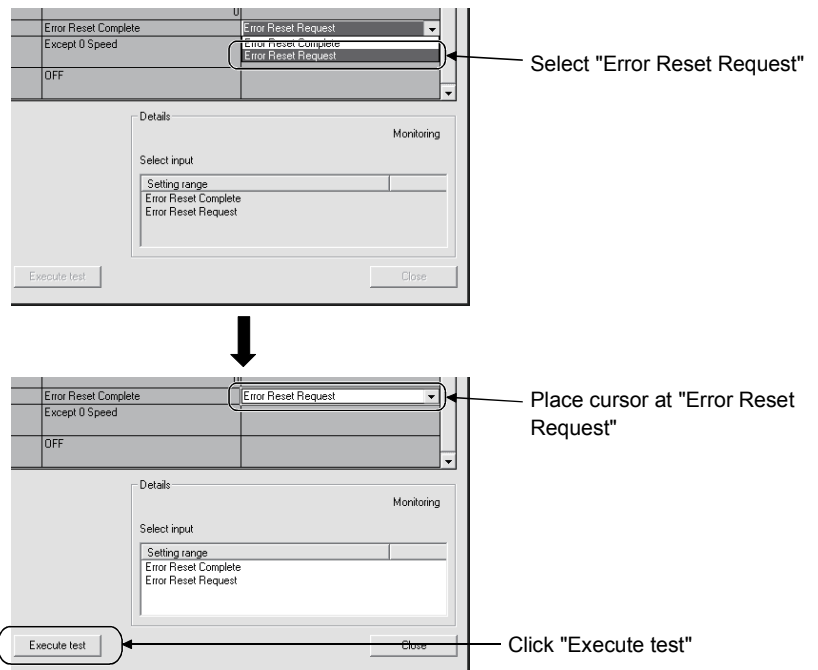 0
Error Reset Complete
Error Reset Request
Except 0 Speed
Error Reset Complete
Error Reset Request
Select "Error Reset Request"
OFF
Details
Monitoring
Select input
Setting range
Error Reset Complete
Error Reset Request
Execute test
Close
Error Reset Complete
Error Reset Request
Place cursor at "Error Reset
Request"
Except 0 Speed
OFF
Details
Monitoring
Select input
Setting range
Error Reset Complete
Error Reset Request
Execute test
Close
Click "Execute test"